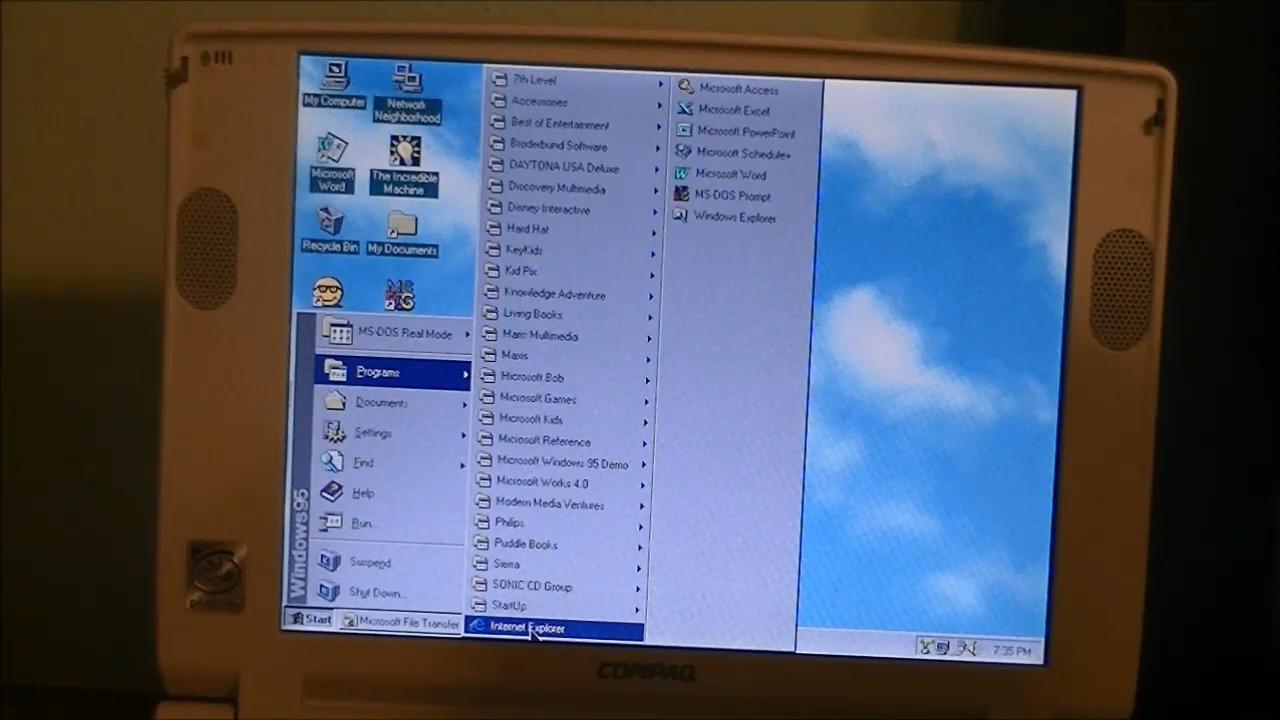 My Computer
Network
Neighborhood
Microsoft
Word
The Incredible
Machine
Recycle Bin
My Documents
MS
MS-DOS Real Mode
Programs
Documents
Settings
Find
Help
Run...
Suspend
Shut Down...
Windows95
7th Level
Accessories
Best of Entertainment
Broderbund Software
DAYTONA USA Deluxe
Discovery Multimedia
Disney Interactive
Hard Hat
KeyKids
Kid Pix
Knowledge Adventure
Living Books
Maris Multimedia
Maxis
Microsoft Bob
Microsoft Games
Microsoft Kids
Microsoft Reference
Microsoft Windows 95 Demo
Microsoft Works 4.0
Modern Media Ventures
Philips
Puddle Books
Sierra
SONIC CD Group
StartUp
Internet Explorer
Microsoft Access
Microsoft Excel
Microsoft PowerPoint
Microsoft Schedule+
Microsoft Word
MS-DOS Prompt
Windows Explorer
Start
Microsoft File Transfer
7:35 PM
COMPAQ